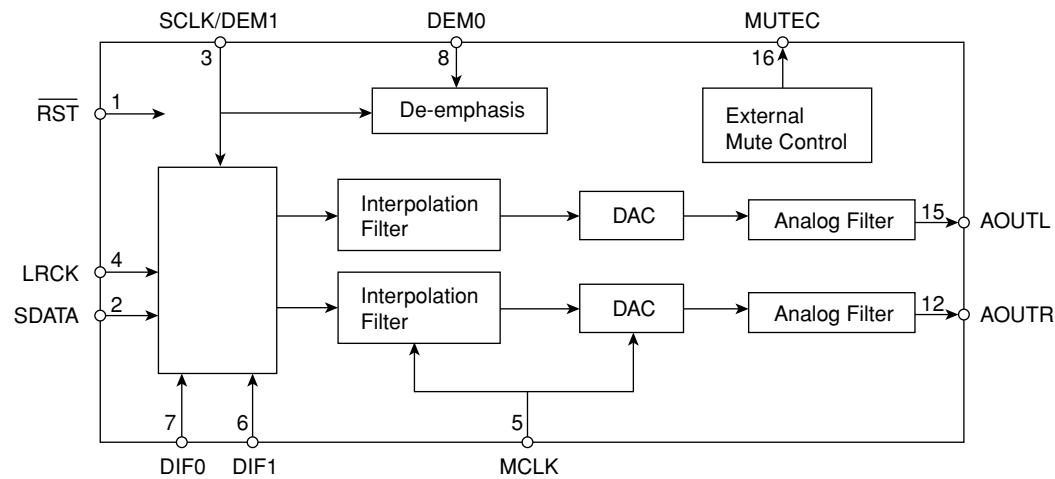 SCLK/DEM1 DEM0 MUTEC
3 8 16
RST 1
De-emphasis
External
Mute Control
Interpolation
Filter
DAC
Analog Filter
15 AOUTL
LRCK 4
SDATA 2
Interpolation
Filter
DAC
Analog Filter
12 AOUTR
7 6 5
DIF0 DIF1 MCLK